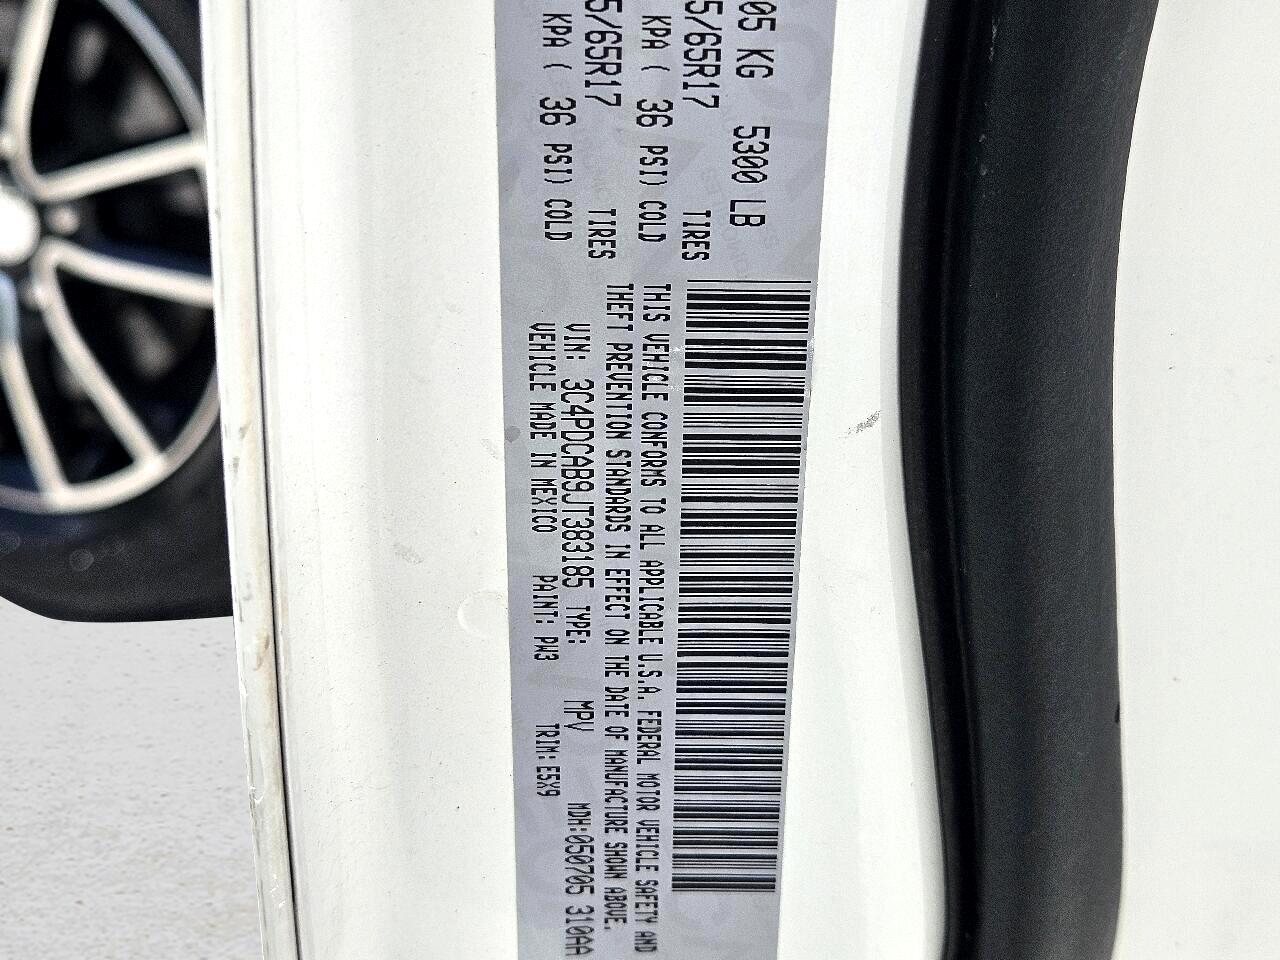 05 KG 5300 LB
5/65R17 TIRES
KPA ( 36 PSI) COLD
5/65R17 TIRES
KPA ( 36 PSI) COLD
THIS VEHICLE CONFORMS TO ALL APPLICABLE U.S.A. FEDERAL MOTOR VEHICLE SAFETY AND
THEFT PREVENTION STANDARDS IN EFFECT ON THE DATE OF MANUFACTURE SHOWN ABOVE.
VIN: 3C4PDCAB9JT383185 TYPE: MPV MDH:050705 310AA
VEHICLE MADE IN MEXICO PAINT: PW3 TRIM: E5X9